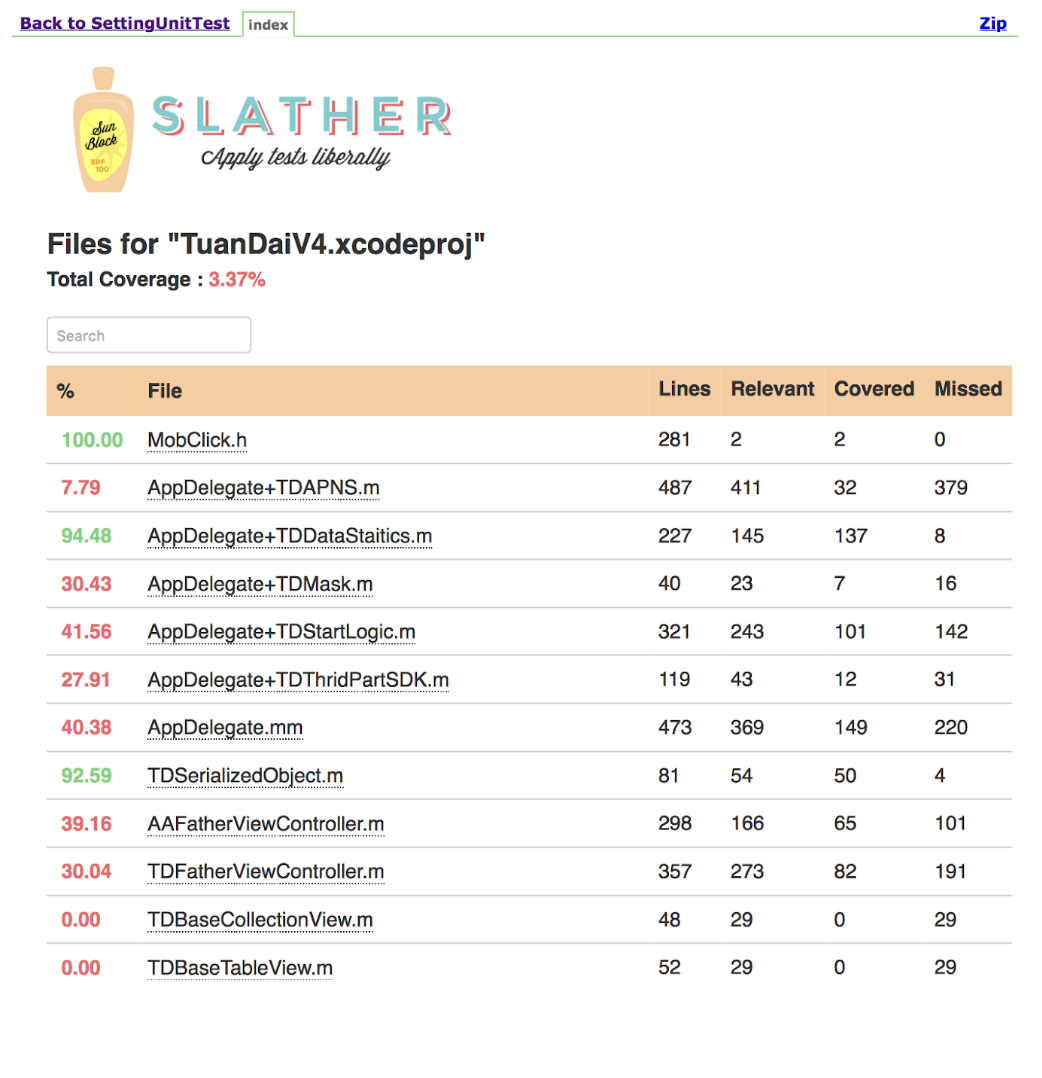 Back to SettingUnitTest index Zip
Sun
Block
SPF
100
SLATHER
Apply tests liberally
Files for "TuanDaiV4.xcodeproj"
Total Coverage : 3.37%
Search
% File Lines Relevant Covered Missed
100.00 MobClick.h 281 2 2 0
7.79 AppDelegate+TDAPNS.m 487 411 32 379
94.48 AppDelegate+TDDataStaitics.m 227 145 137 8
30.43 AppDelegate+TDMask.m 40 23 7 16
41.56 AppDelegate+TDStartLogic.m 321 243 101 142
27.91 AppDelegate+TDThridPartSDK.m 119 43 12 31
40.38 AppDelegate.mm 473 369 149 220
92.59 TDSerializedObject.m 81 54 50 4
39.16 AAFatherViewController.m 298 166 65 101
30.04 TDFatherViewController.m 357 273 82 191
0.00 TDBaseCollectionView.m 48 29 0 29
0.00 TDBaseTableView.m 52 29 0 29